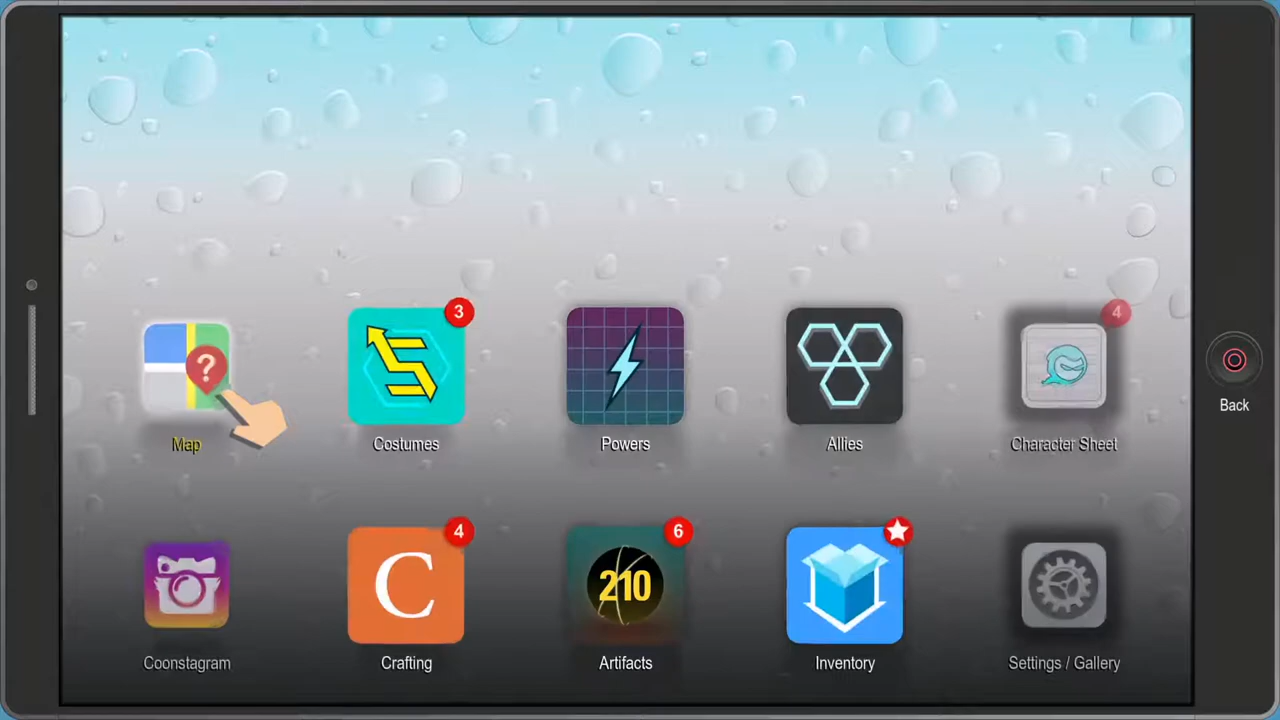 ?
3
4
Map
Costumes
Powers
Allies
Character Sheet
Back
4
6
C
210
Coonstagram
Crafting
Artifacts
Inventory
Settings / Gallery